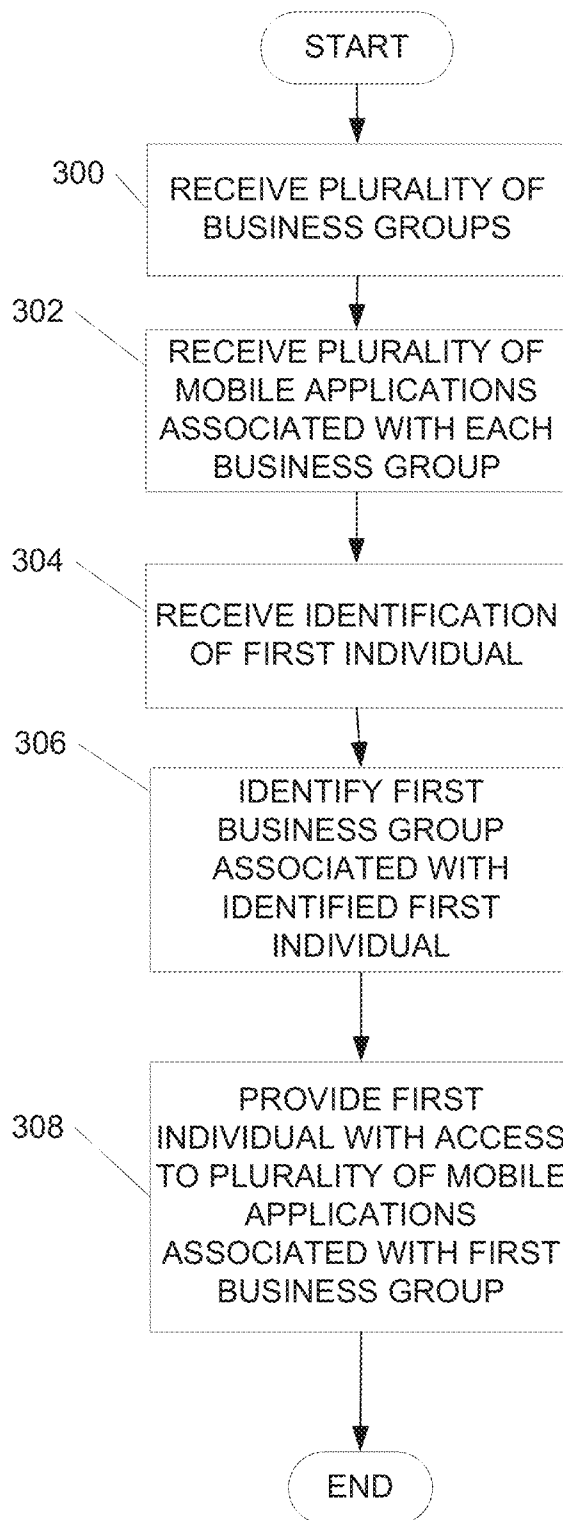 START
300
RECEIVE PLURALITY OF
BUSINESS GROUPS
302
RECEIVE PLURALITY OF
MOBILE APPLICATIONS
ASSOCIATED WITH EACH
BUSINESS GROUP
304
RECEIVE IDENTIFICATION
OF FIRST INDIVIDUAL
306
IDENTIFY FIRST
BUSINESS GROUP
ASSOCIATED WITH
IDENTIFIED FIRST
INDIVIDUAL
308
PROVIDE FIRST
INDIVIDUAL WITH ACCESS
TO PLURALITY OF MOBILE
APPLICATIONS
ASSOCIATED WITH FIRST
BUSINESS GROUP
END